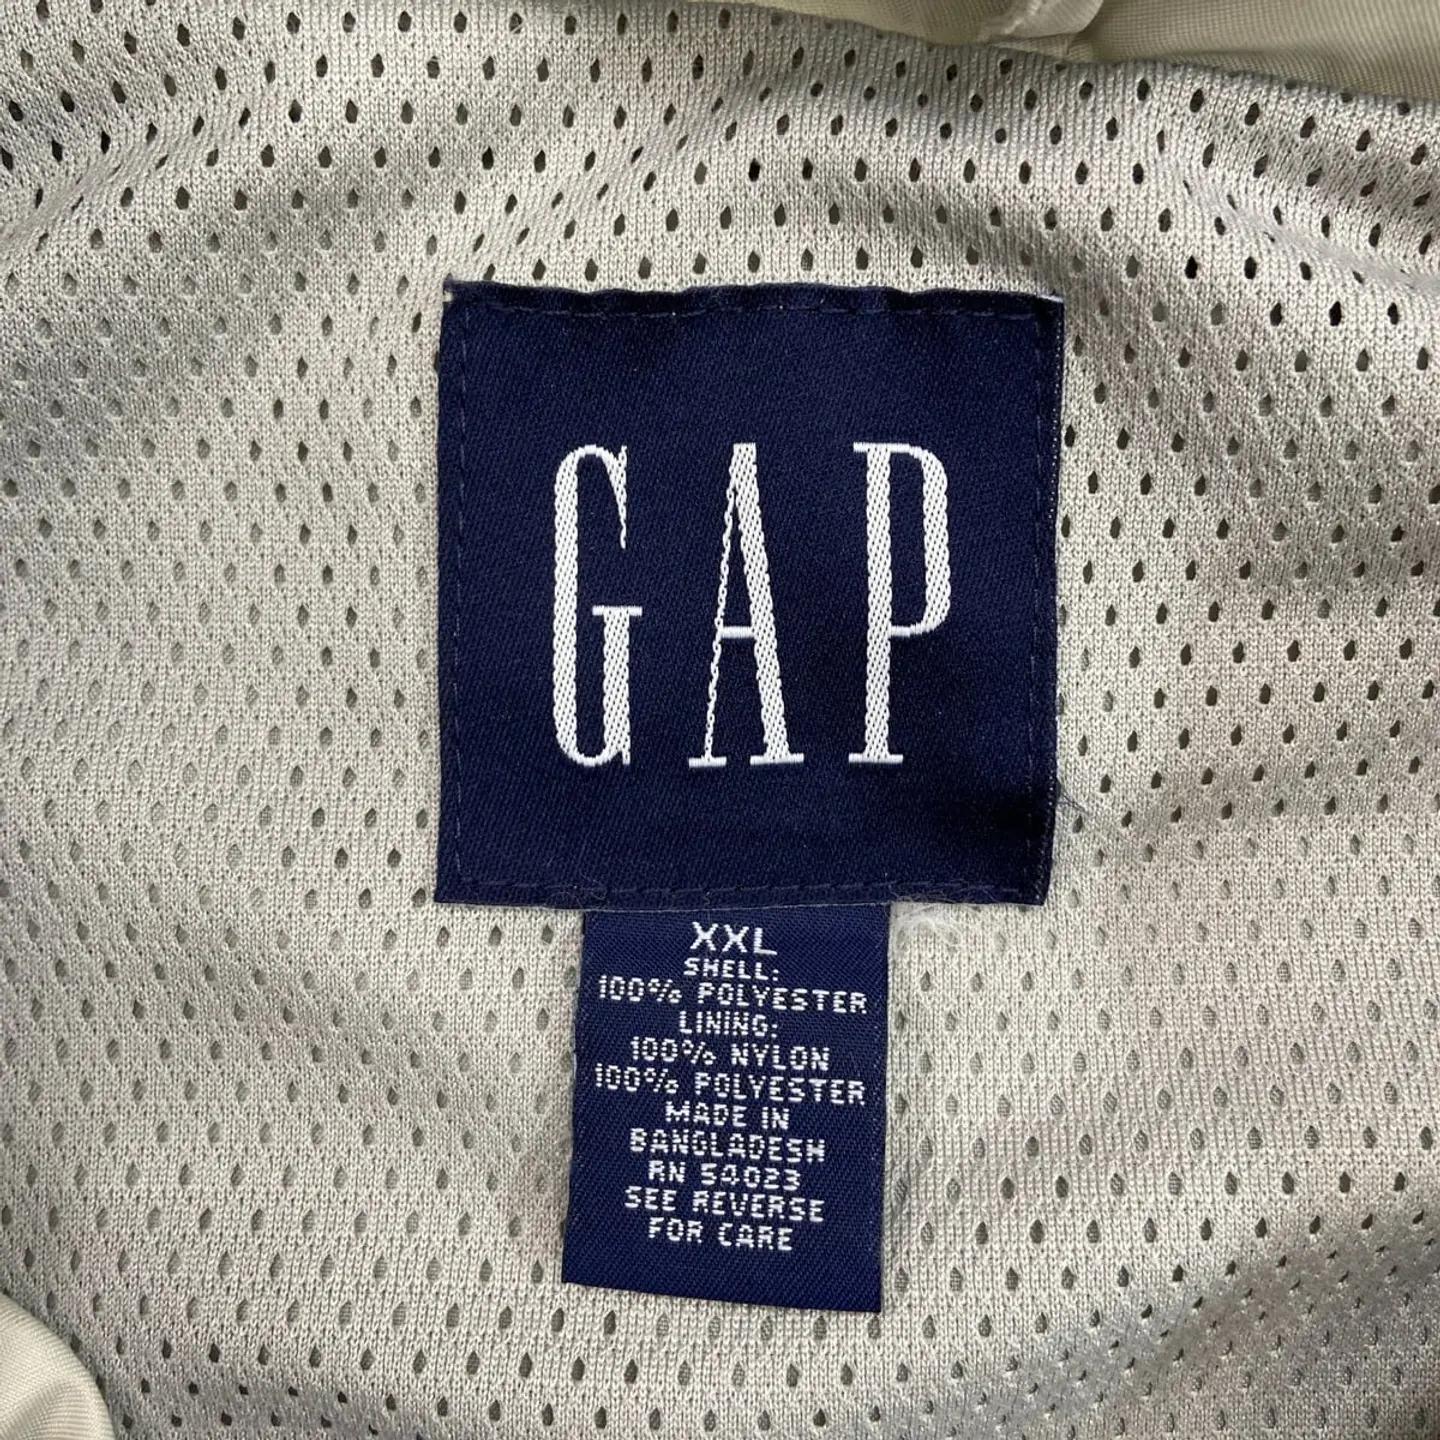 GAP
XXL
SHELL:
100% POLYESTER
LINING:
100% NYLON
100% POLYESTER
MADE IN
BANGLADESH
RN 54023
SEE REVERSE
FOR CARE